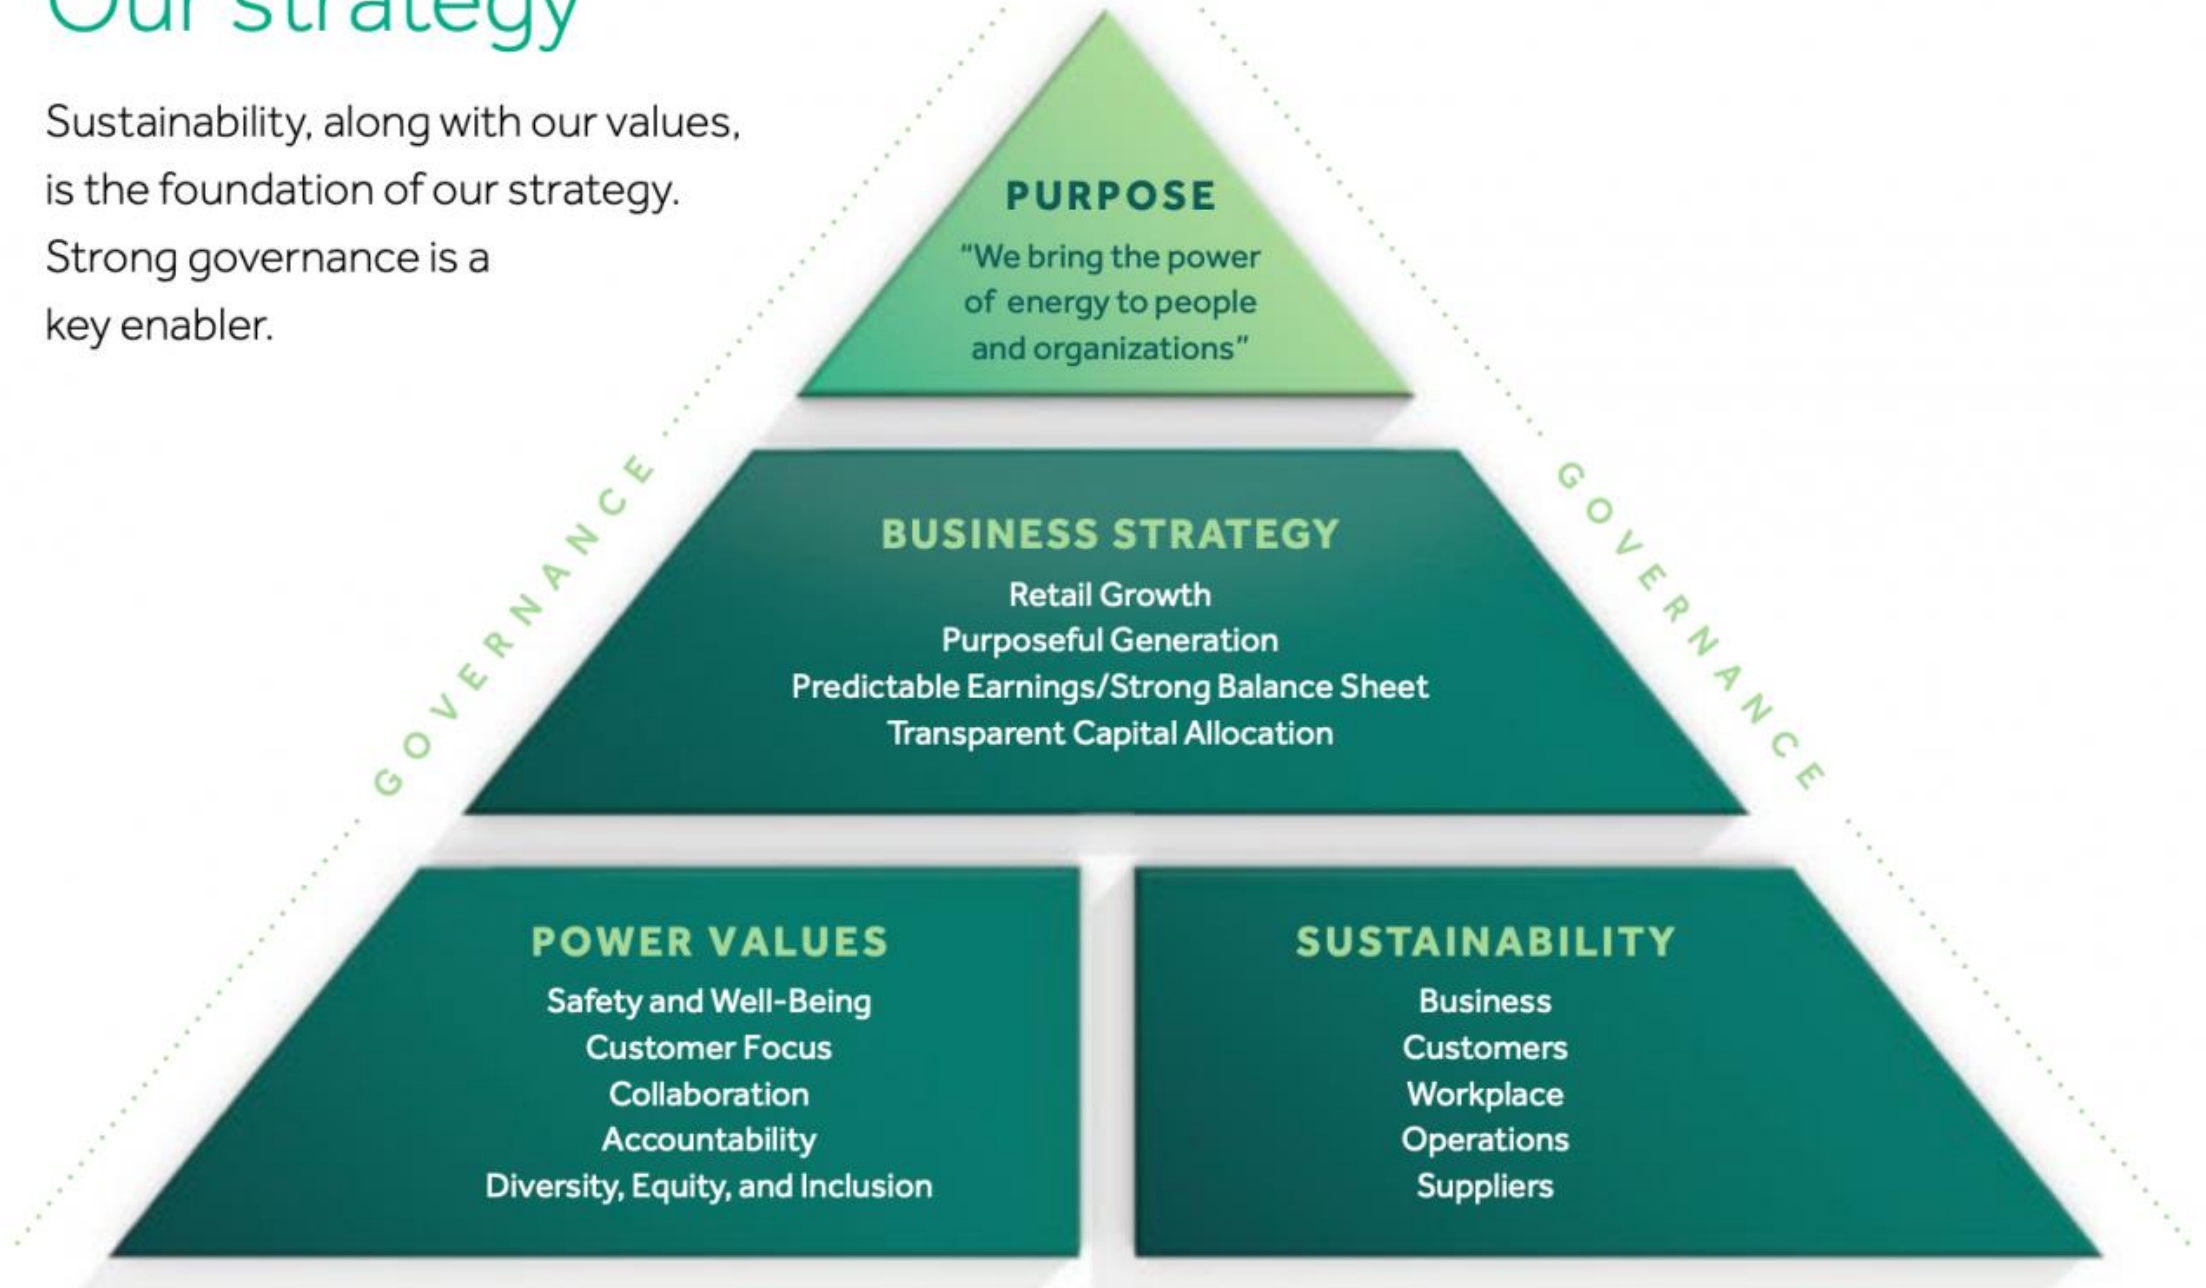 Our strategy
Sustainability, along with our values,
is the foundation of our strategy.
Strong governance is a
key enabler.
PURPOSE
“We bring the power
of energy to people
and organizations”
GOVERNANCE
GOVERNANCE
BUSINESS STRATEGY
Retail Growth
Purposeful Generation
Predictable Earnings/Strong Balance Sheet
Transparent Capital Allocation
POWER VALUES
Safety and Well-Being
Customer Focus
Collaboration
Accountability
Diversity, Equity, and Inclusion
SUSTAINABILITY
Business
Customers
Workplace
Operations
Suppliers